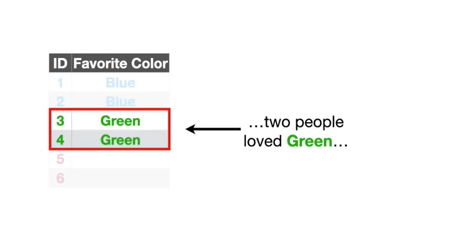 ID Favorite Color
1 Blue
2 Blue
3 Green
4 Green
5
6
…two people
loved Green…